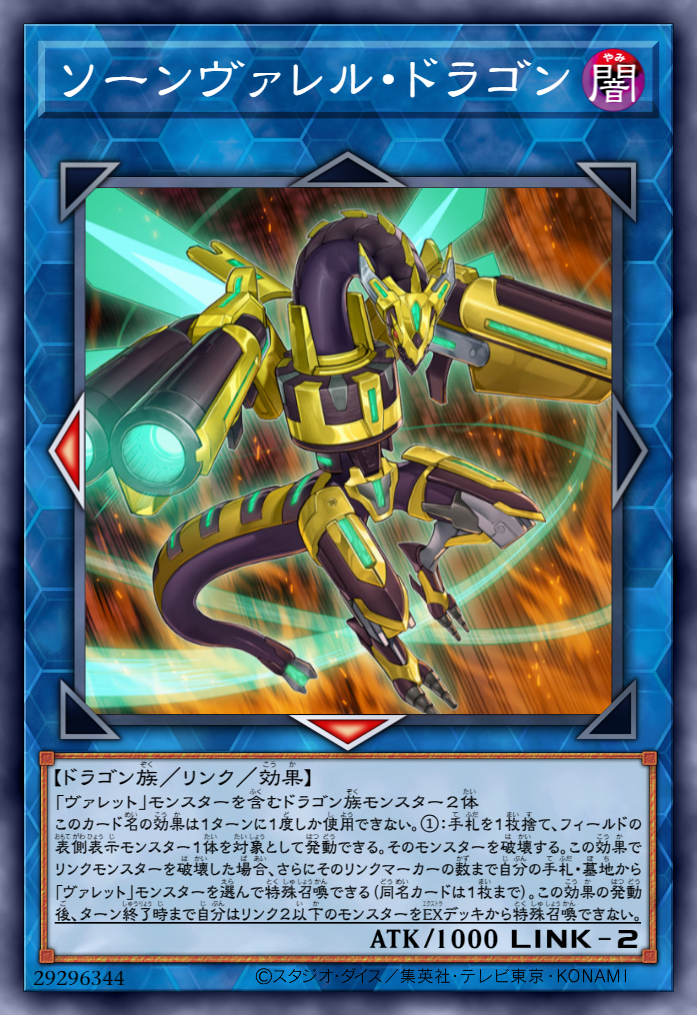 ソーンヴァレル・ドラゴン
闇
やみ
【ドラゴン族/リンク/効果】
「ヴァレット」モンスターを含むドラゴン族モンスター2体
このカード名の効果は1ターンに1度しか使用できない。①:手札を1枚捨て、フィールドの
表側表示モンスター1体を対象として発動できる。そのモンスターを破壊する。この効果で
リンクモンスターを破壊した場合、さらにそのリンクマーカーの数まで自分の手札・墓地から
「ヴァレット」モンスターを選んで特殊召喚できる(同名カードは1枚まで)。この効果の発動
後、ターン終了時まで自分はリンク2以下のモンスターをEXデッキから特殊召喚できない。
ATK/1000 LINK-2
29296344 ©スタジオ・ダイス/集英社・テレビ東京・KONAMI